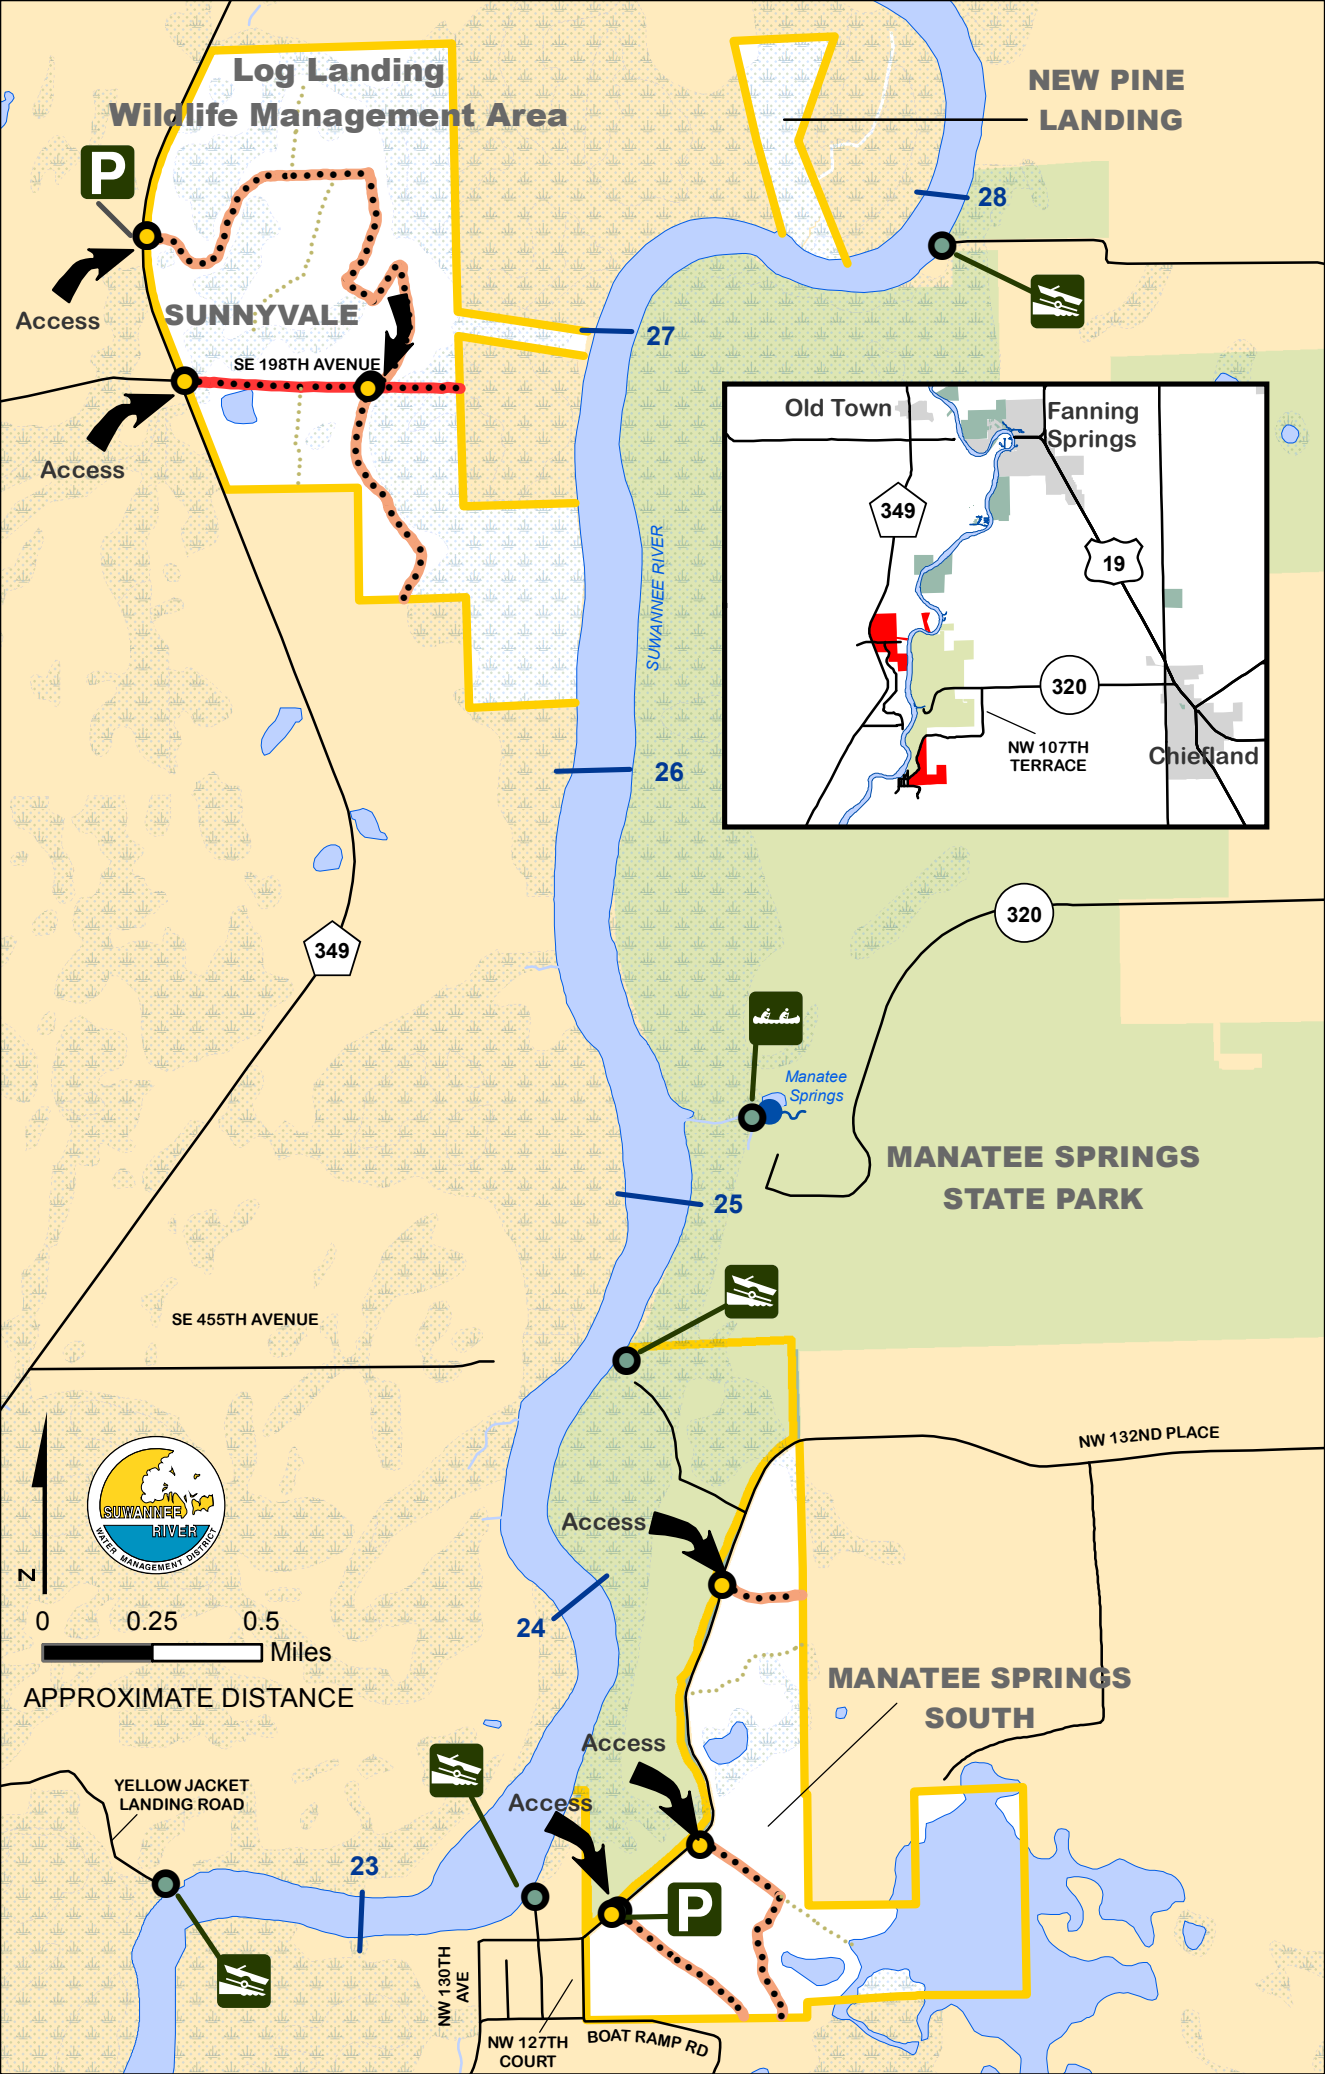 Log Landing
Wildlife Management Area
NEW PINE
LANDING
P
28
Access
SUNNYVALE
27
SE 198TH AVENUE
Access
SUWANNEE RIVER
Old Town
Fanning
Springs
349
19
320
NW 107TH
TERRACE
Chiefland
26
320
349
Manatee
Springs
MANATEE SPRINGS
STATE PARK
25
SE 455TH AVENUE
NW 132ND PLACE
SUWANNEE
RIVER
WATER MANAGEMENT DISTRICT
N
Access
24
0 0.25 0.5
Miles
APPROXIMATE DISTANCE
MANATEE SPRINGS
SOUTH
Access
YELLOW JACKET
LANDING ROAD
Access
23
P
NW 130TH
AVE
NW 127TH
COURT
BOAT RAMP RD